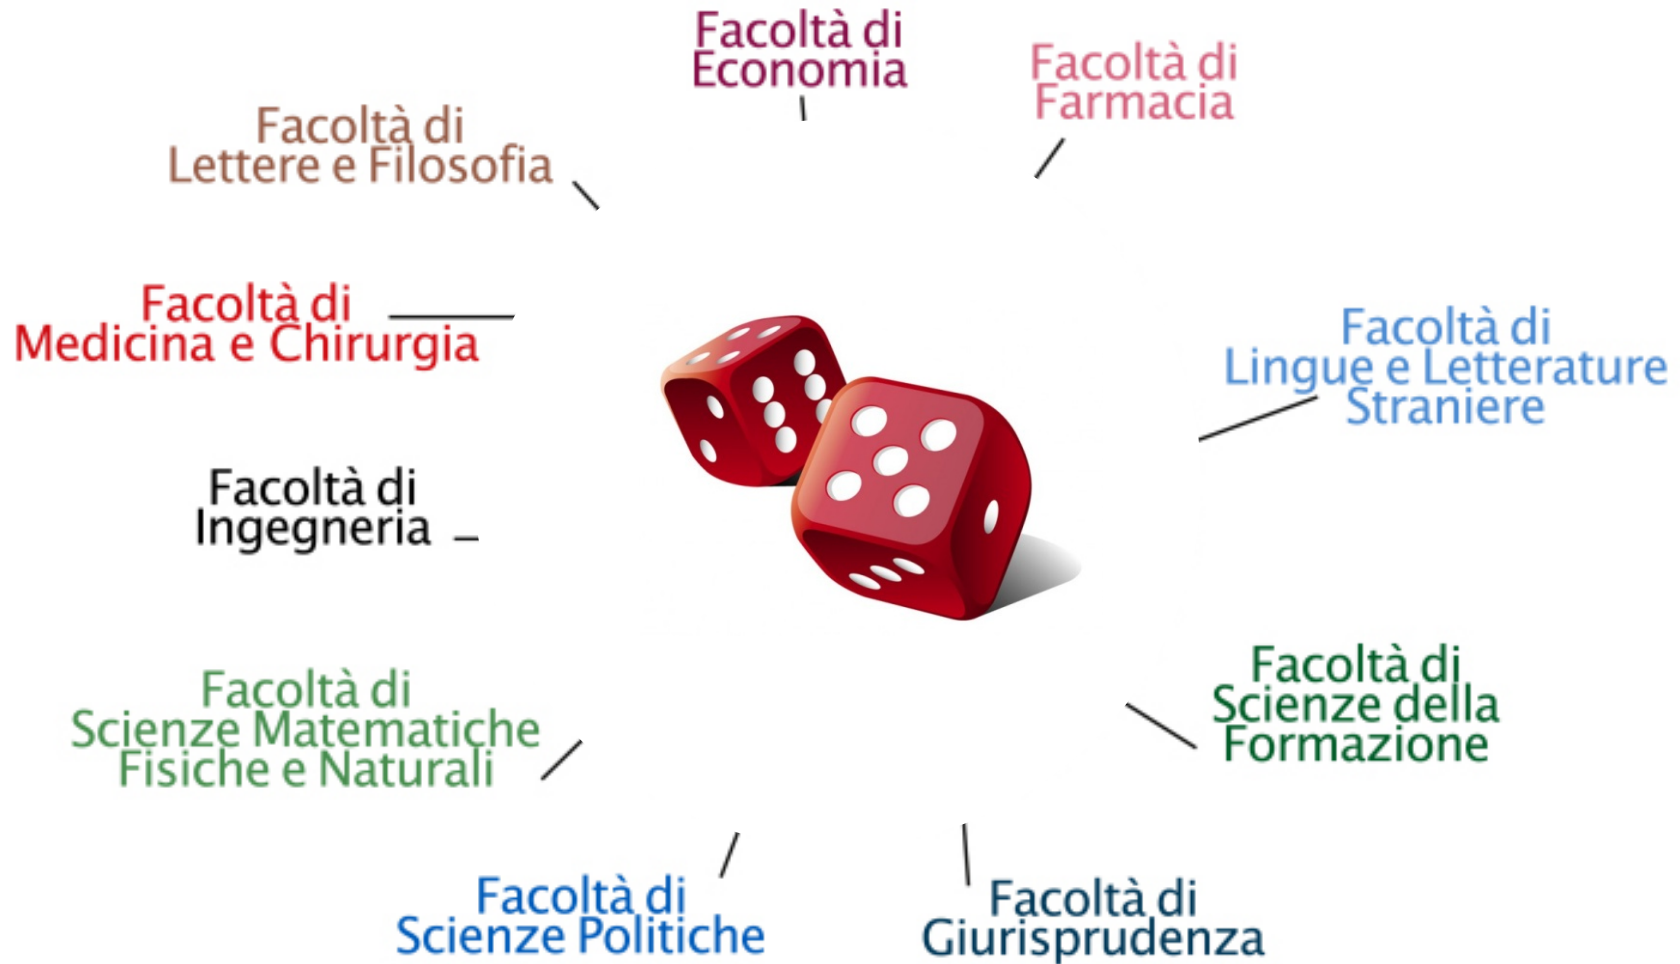 Facoltà di
Economia
Facoltà di
Farmacia
Facoltà di
Lettere e Filosofia
Facoltà di
Medicina e Chirurgia
Facoltà di
Lingue e Letterature
Straniere
Facoltà di
Ingegneria
Facoltà di
Scienze della
Formazione
Facoltà di
Scienze Matematiche
Fisiche e Naturali
Facoltà di
Scienze Politiche
Facoltà di
Giurisprudenza